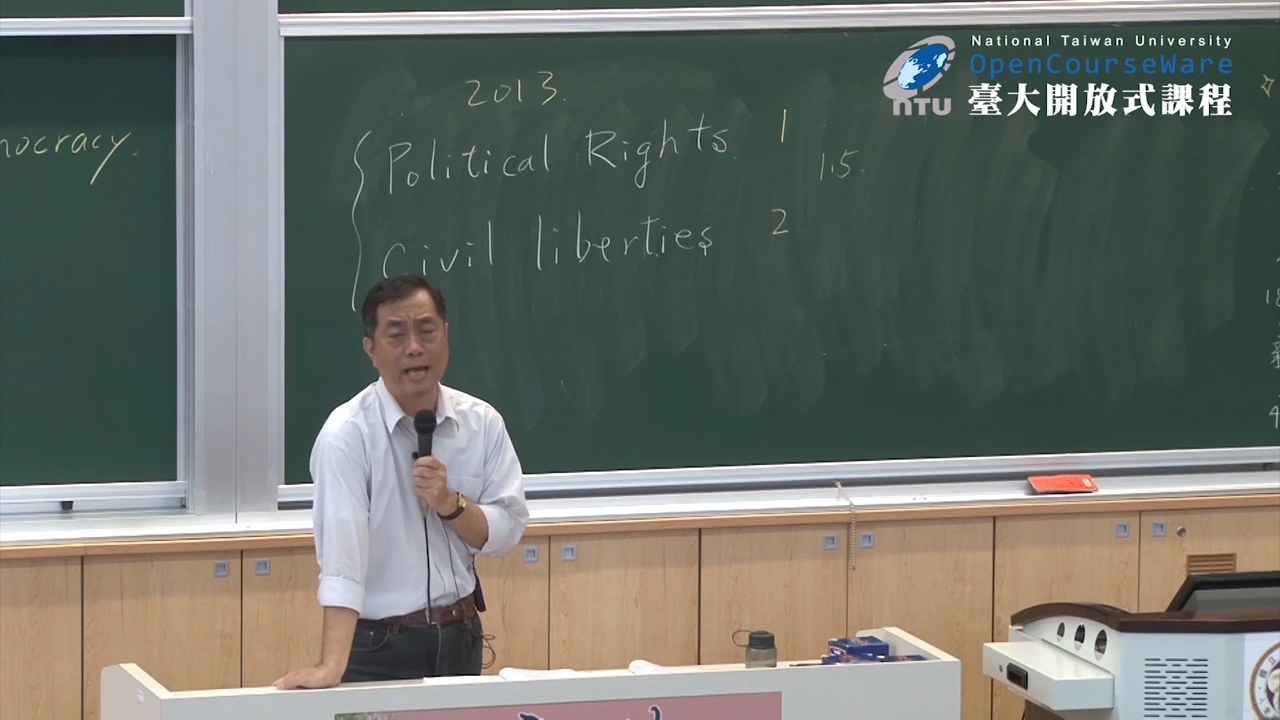 National Taiwan University
OpenCourseWare
臺大開放式課程
NTU
2013.
Political Rights. 1
1.5.
Civil liberties 2